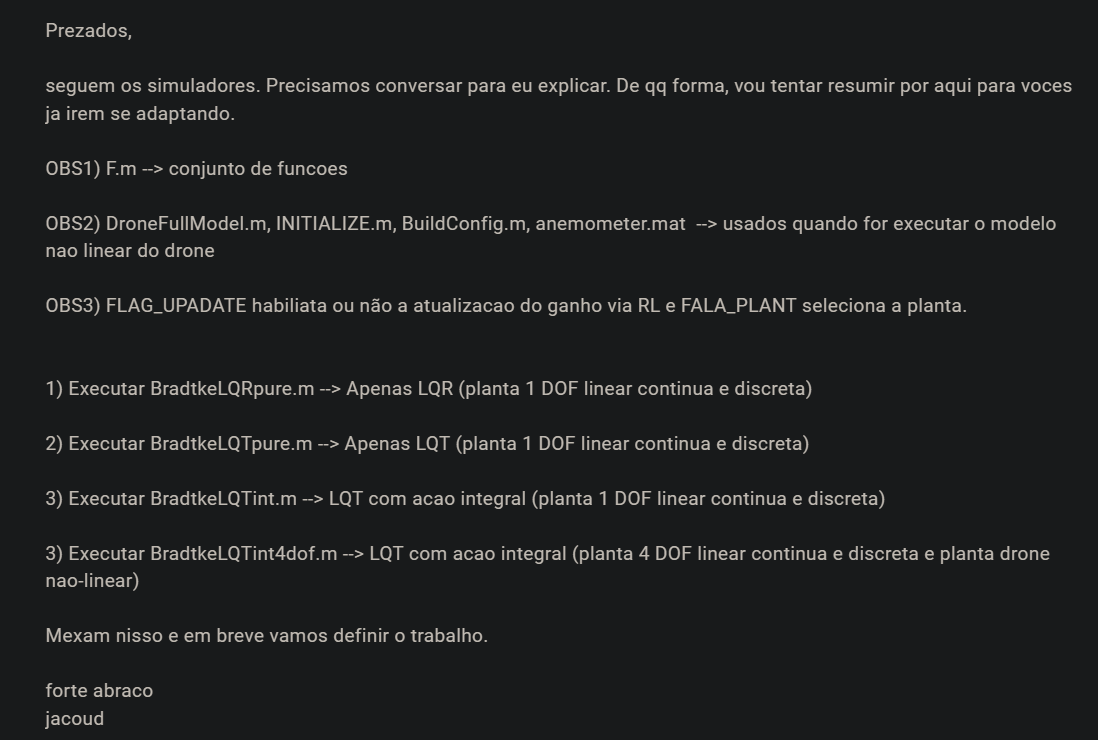 Prezados,
seguem os simuladores. Precisamos conversar para eu explicar. De qq forma, vou tentar resumir por aqui para voces
ja irem se adaptando.
OBS1) F.m --> conjunto de funcoes
OBS2) DroneFullModel.m, INITIALIZE.m, BuildConfig.m, anemometer.mat  --> usados quando for executar o modelo
nao linear do drone
OBS3) FLAG_UPADATE habiliata ou não a atualizacao do ganho via RL e FALA_PLANT seleciona a planta.
1) Executar BradtkeLQRpure.m --> Apenas LQR (planta 1 DOF linear continua e discreta)
2) Executar BradtkeLQTpure.m --> Apenas LQT (planta 1 DOF linear continua e discreta)
3) Executar BradtkeLQTint.m --> LQT com acao integral (planta 1 DOF linear continua e discreta)
3) Executar BradtkeLQTint4dof.m --> LQT com acao integral (planta 4 DOF linear continua e discreta e planta drone
nao-linear)
Mexam nisso e em breve vamos definir o trabalho.
forte abraco
jacoud